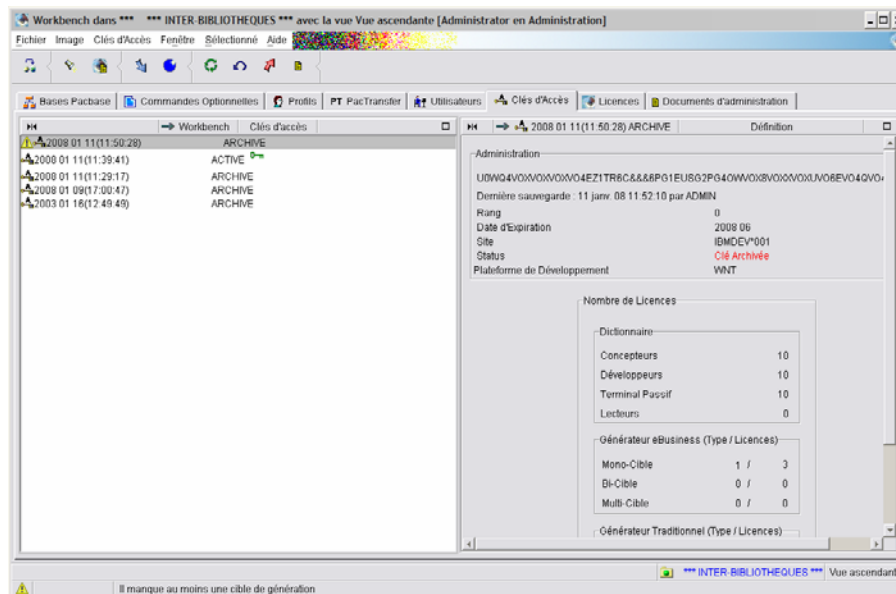 Workbench dans *** *** INTER-BIBLIOTHEQUES *** avec la vue Vue ascendante [Administrator en Administration]
Fichier Image Clés d'Accès Fenêtre Sélectionné Aide
Bases Pacbase Commandes Optionnelles Profils PT PacTransfer Utilisateurs Clés d'Accès Licences Documents d'administration
Workbench Clés d'accès
2008 01 11(11:50:28) ARCHIVE
2008 01 11(11:39:41) ACTIVE
2008 01 11(11:29:17) ARCHIVE
2008 01 09(17:00:47) ARCHIVE
2003 01 16(12:49:49) ARCHIVE
2008 01 11(11:50:28) ARCHIVE Définition
Administration
Dernière sauvegarde : 11 janv. 08 11:52:10 par ADMIN
Rang 0
Date d'Expiration 2008 06
Site IBMDEV*001
Status Clé Archivée
Plateforme de Développement WNT
Nombre de Licences
Dictionnaire
Concepteurs 10
Développeurs 10
Terminal Passif 10
Lecteurs 0
Générateur eBusiness (Type / Licences)
Mono-Cible 1 / 3
Bi-Cible 0 / 0
Multi-Cible 0 / 0
Générateur Traditionnel (Type / Licences)
*** INTER-BIBLIOTHEQUES *** Vue ascendant
Il manque au moins une cible de génération